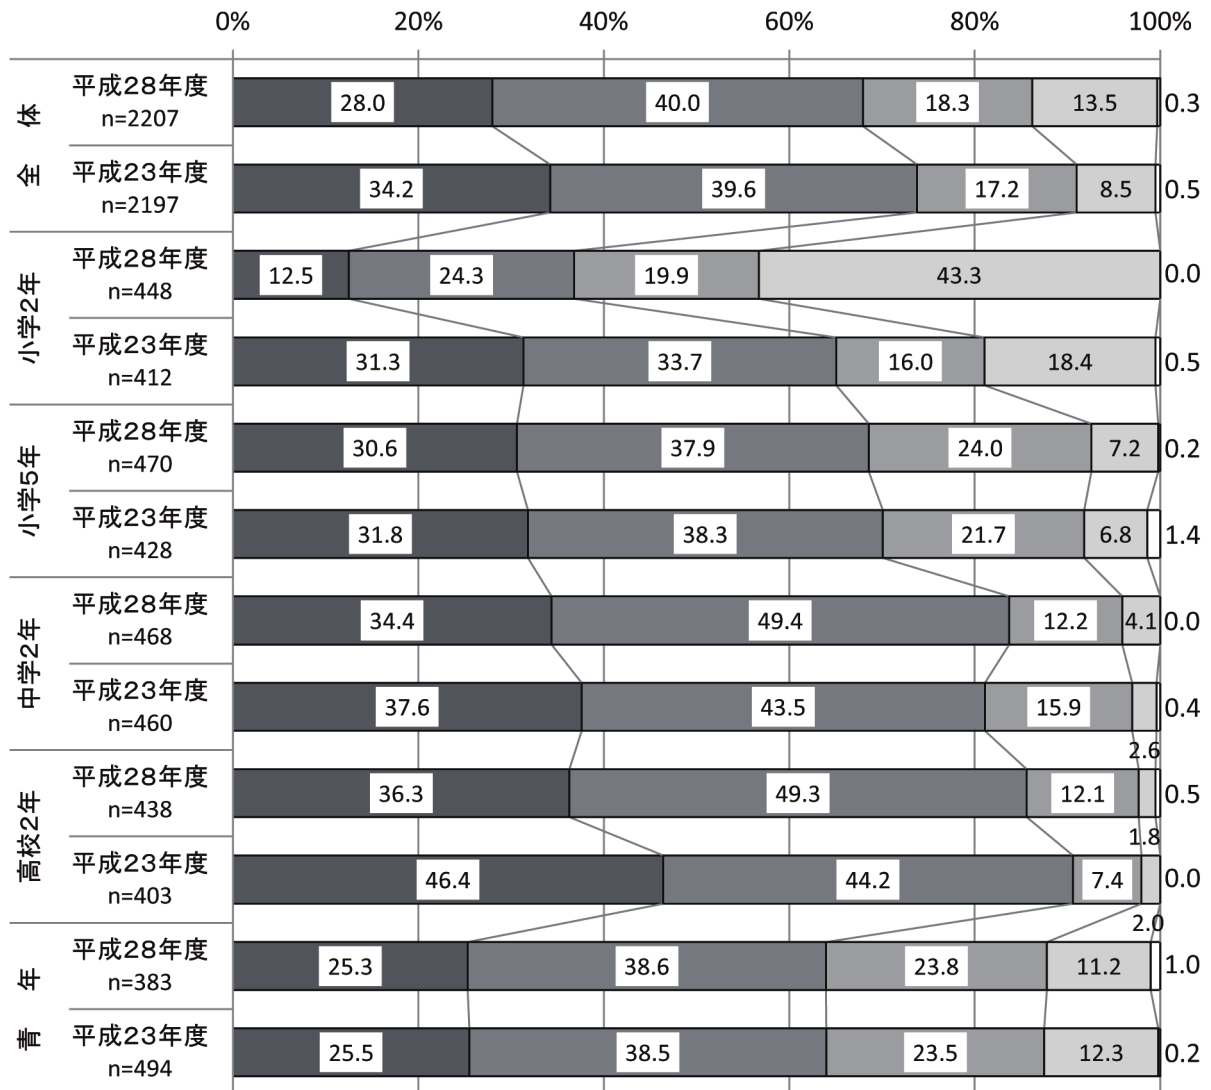 0% 20% 40% 60% 80% 100%
全体
平成28年度
n=2207
28.0 40.0 18.3 13.5 0.3
平成23年度
n=2197
34.2 39.6 17.2 8.5 0.5
小学2年
平成28年度
n=448
12.5 24.3 19.9 43.3 0.0
平成23年度
n=412
31.3 33.7 16.0 18.4 0.5
小学5年
平成28年度
n=470
30.6 37.9 24.0 7.2 0.2
平成23年度
n=428
31.8 38.3 21.7 6.8 1.4
中学2年
平成28年度
n=468
34.4 49.4 12.2 4.1 0.0
平成23年度
n=460
37.6 43.5 15.9 2.6 0.4
高校2年
平成28年度
n=438
36.3 49.3 12.1 1.8 0.5
平成23年度
n=403
46.4 44.2 7.4 2.0 0.0
青年
平成28年度
n=383
25.3 38.6 23.8 11.2 1.0
平成23年度
n=494
25.5 38.5 23.5 12.3 0.2